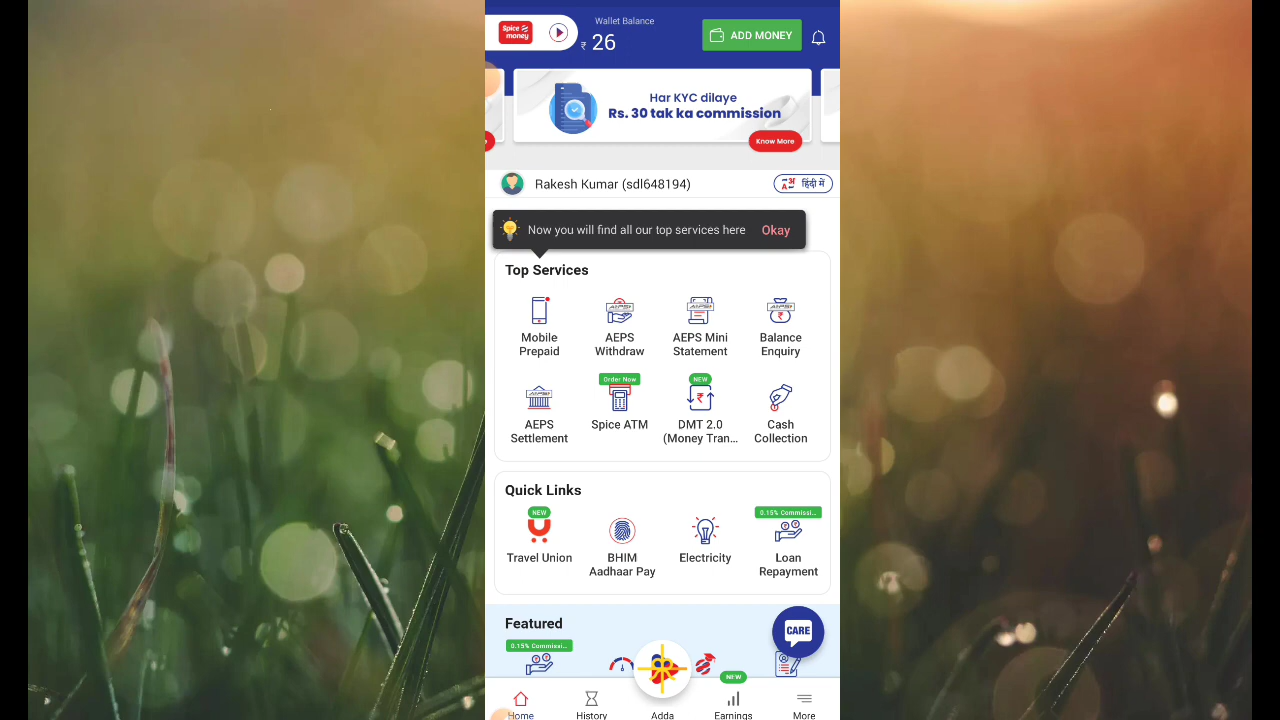 Spice
money
Wallet Balance
₹ 26
ADD MONEY
Har KYC dilaye
Rs. 30 tak ka commission
Know More
Rakesh Kumar (sdl648194)
हिंदी में
Now you will find all our top services here
Okay
Top Services
Mobile
Prepaid
AEPS
Withdraw
AEPS Mini
Statement
Balance
Enquiry
AEPS
Settlement
Order Now
Spice ATM
NEW
DMT 2.0
(Money Tran...
Cash
Collection
Quick Links
NEW
Travel Union
BHIM
Aadhaar Pay
Electricity
0.15% Commissi...
Loan
Repayment
Featured
CARE
0.15% Commissi...
NEW
Home
History
Adda
Earnings
More